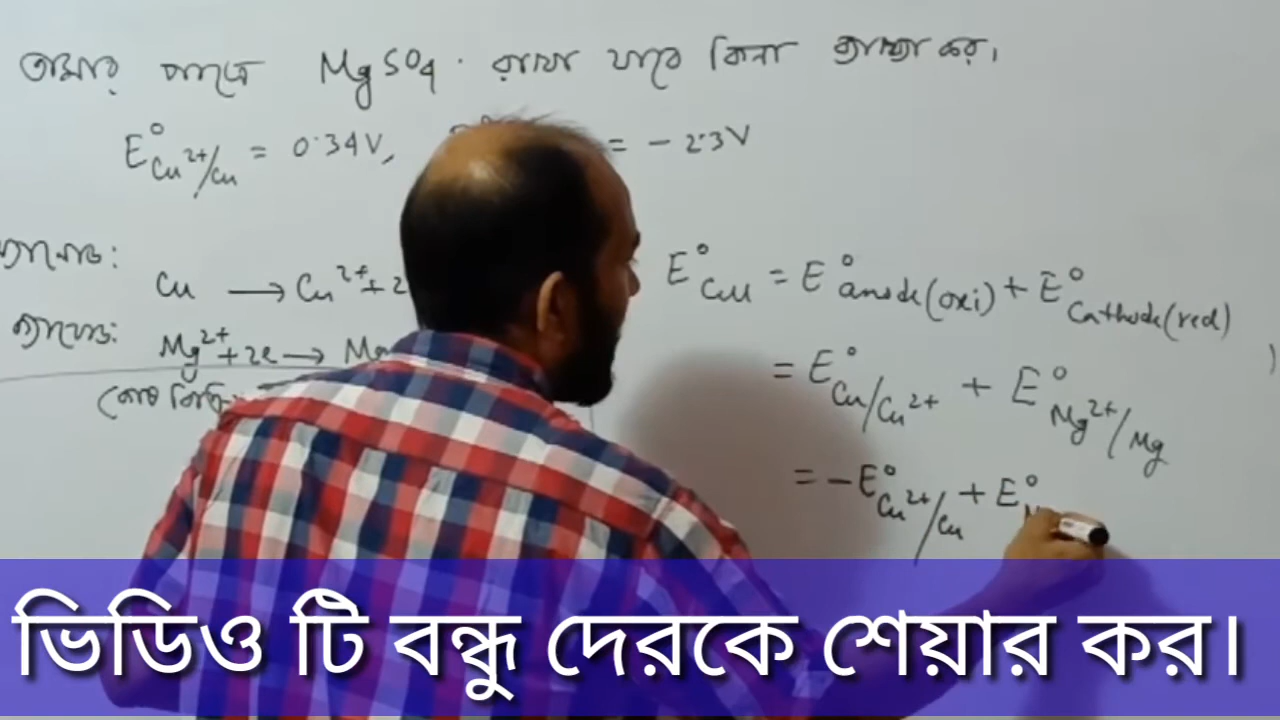 তামার পাত্রে MgSO4 রাখা যাবে কিনা ব্যাখ্যা কর।
E°Cu²⁺/Cu = 0.34V, = - 2.3V
অ্যানোড:
Cu → Cu²⁺ + 2
ক্যাথোড:
Mg²⁺ + 2e → Mg
কোষ
E°Cell = E°anode(oxi) + E°Cathode(red)
= E°Cu/Cu²⁺ + E°Mg²⁺/Mg
= - E°Cu²⁺/Cu + E°
ভিডিও টি বন্ধু দেরকে শেয়ার কর।